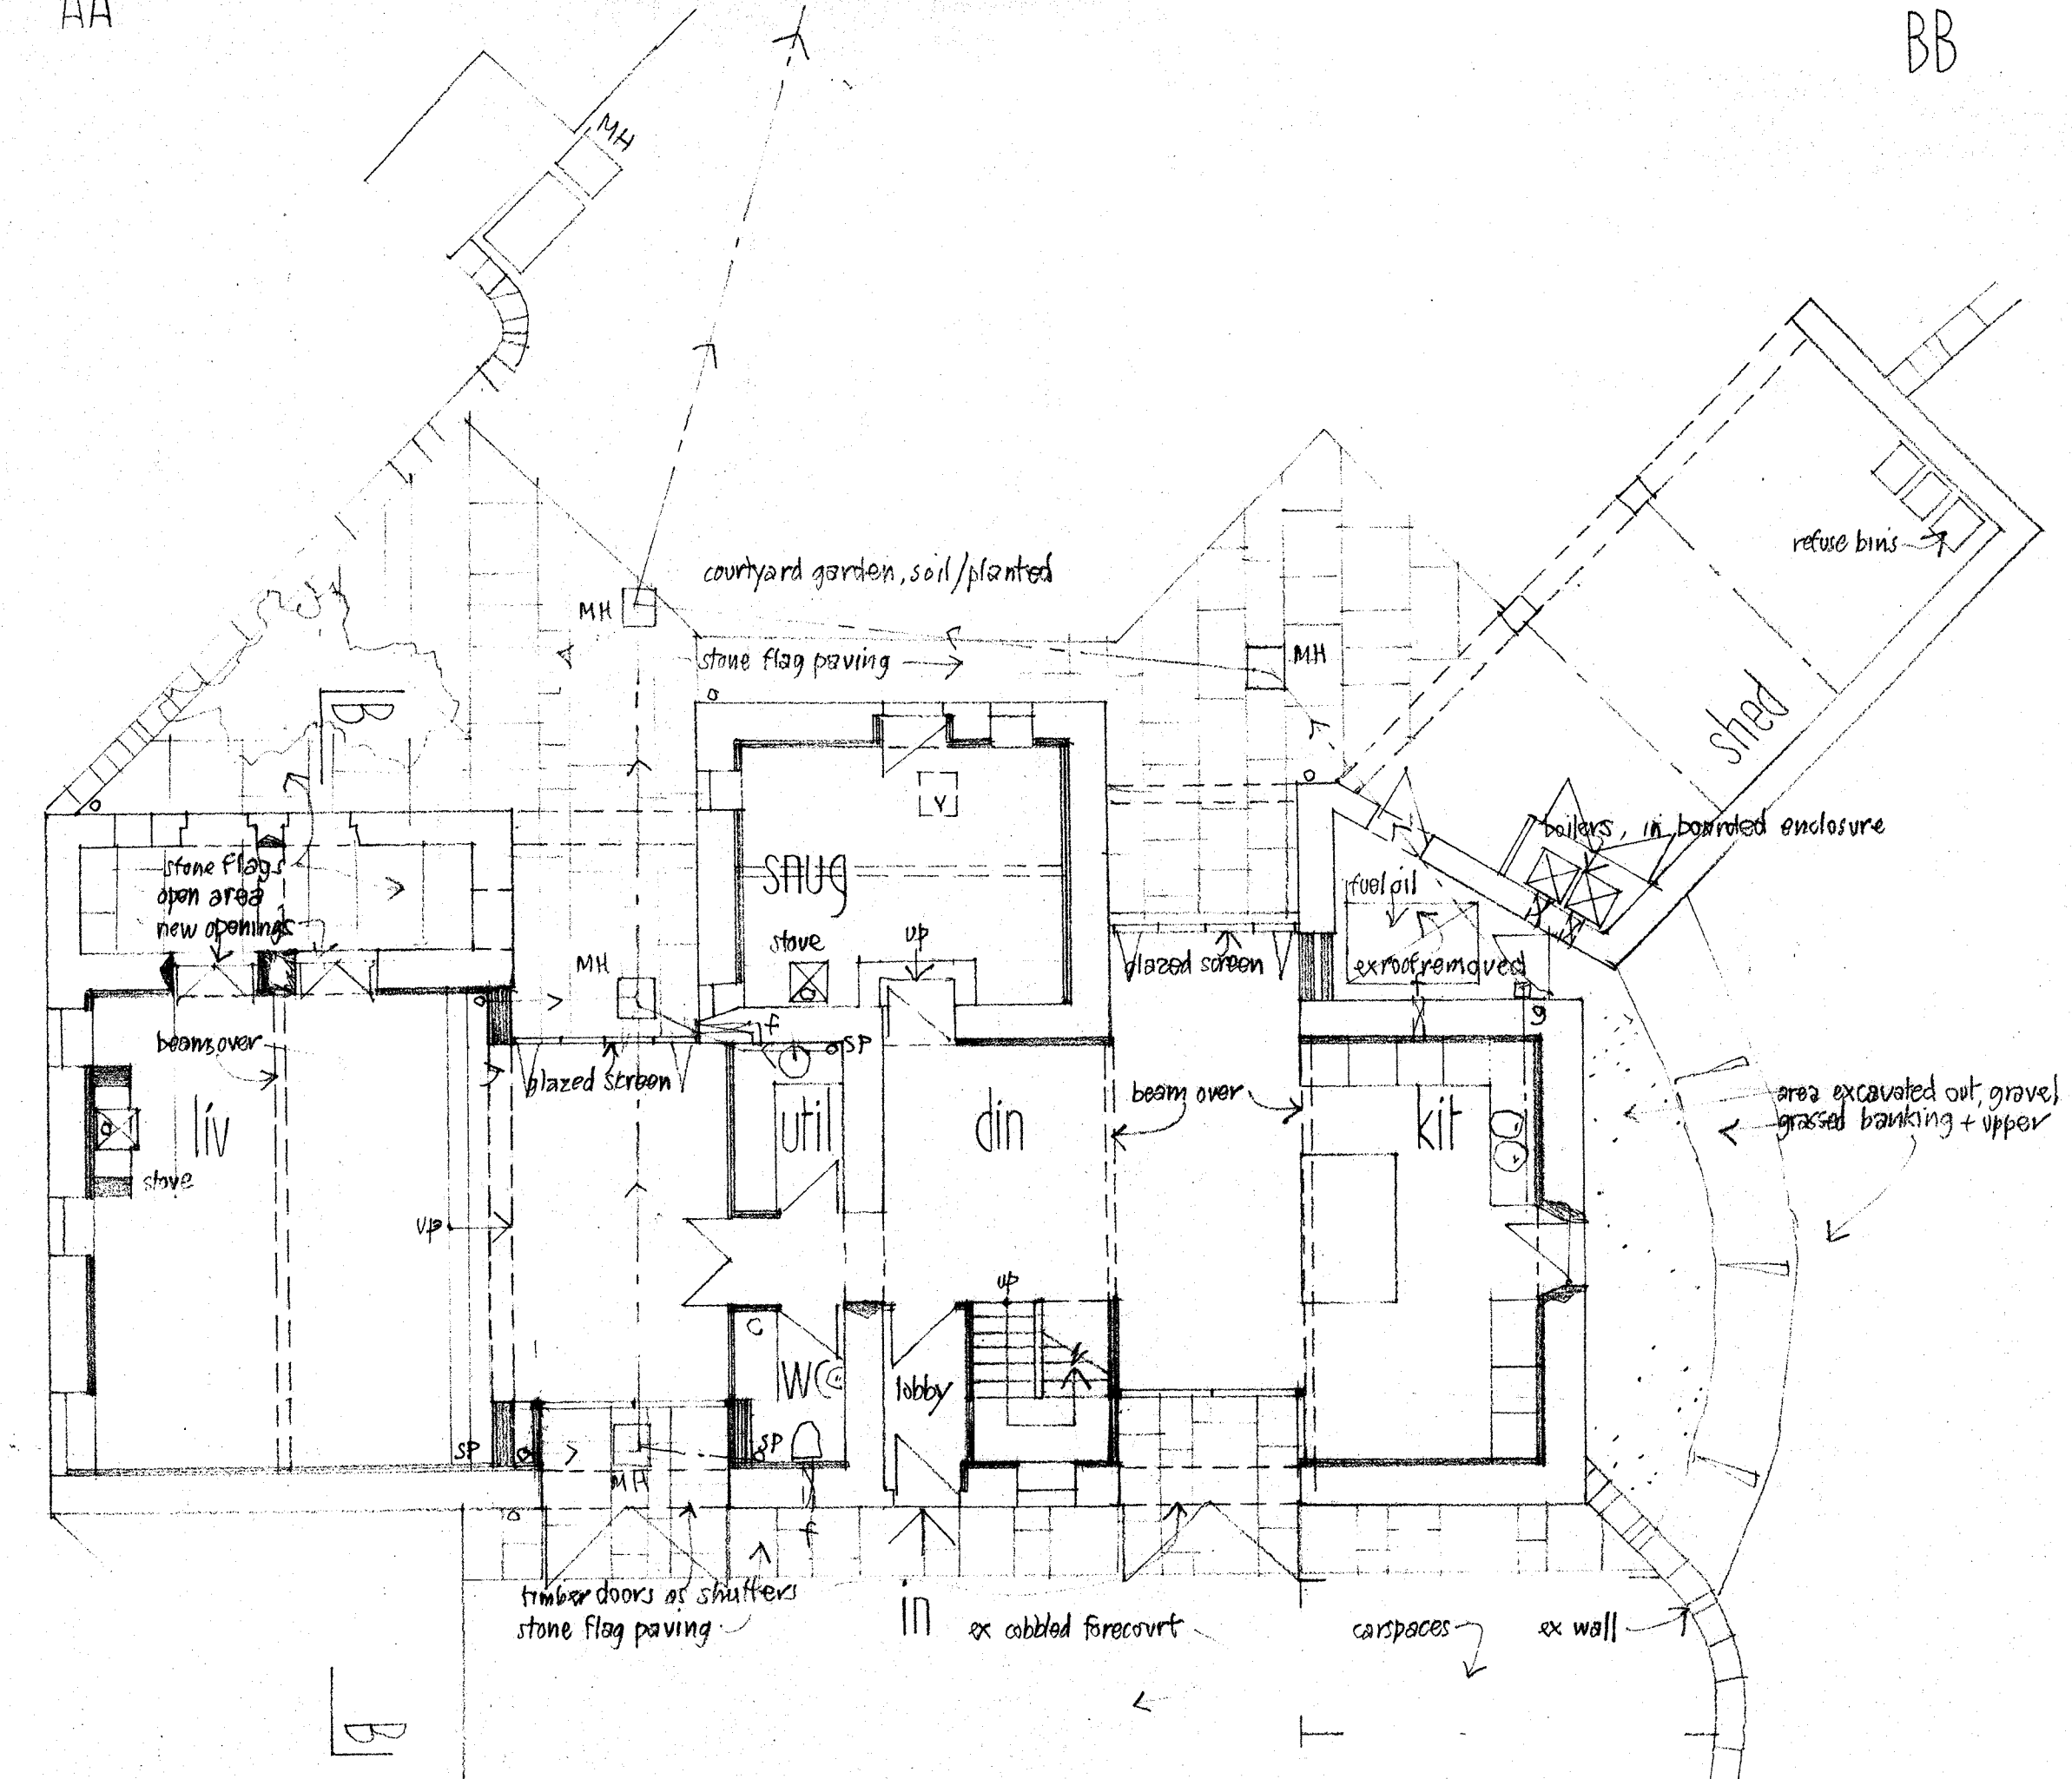 AA
BB
MH
refuse bins
courtyard garden, soil/planted
MH
stone flag paving
MH
B
shed
V
snug
boilers, in boarded enclosure
stone flags
open area
new openings
fuel oil
stove
up
MH
glazed screen
ex roof removed
f
SP
g
beams over
glazed screen
liv
util
din
beam over
kit
area excavated out, gravel
grassed banking + upper
stove
up
up
C
WC
lobby
SP
SP
MH
f
timber doors as shutters
stone flag paving
in
ex cobbled forecourt
carspaces
ex wall
B